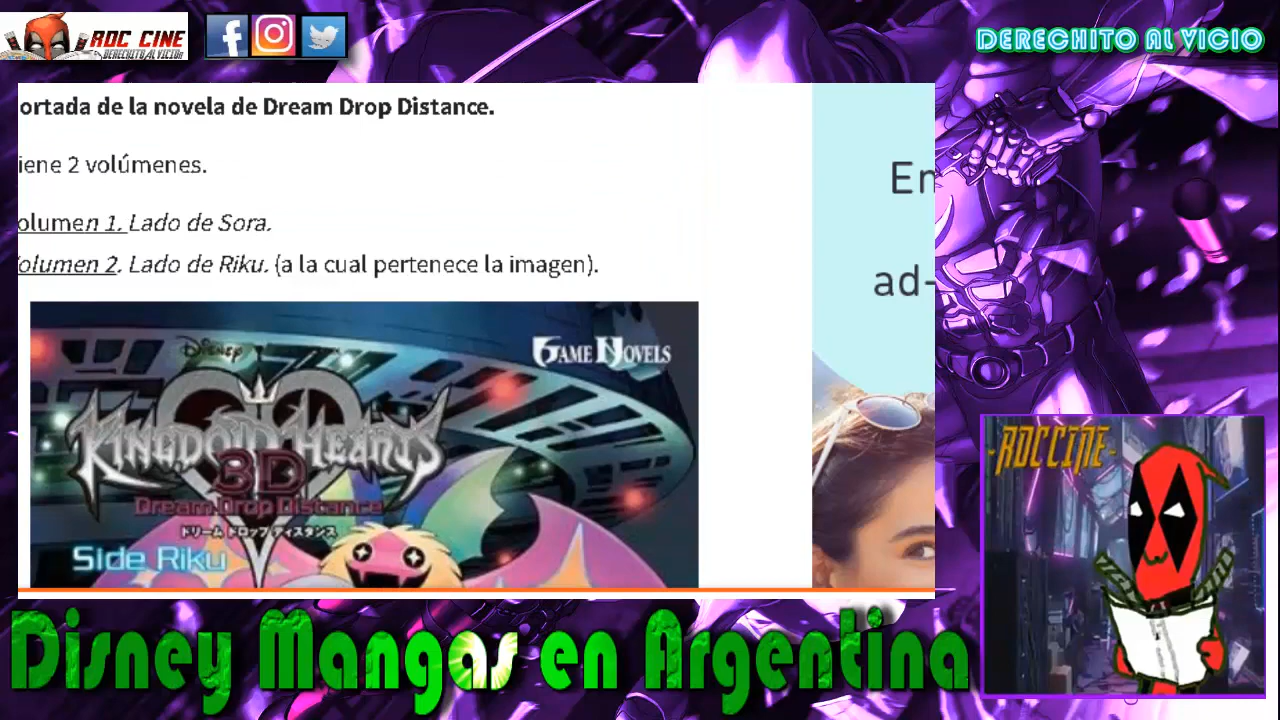 ROC CINE
DERECHITO AL VICIO
DERECHITO AL VICIO
ortada de la novela de Dream Drop Distance.
iene 2 volúmenes.
olumen 1. Lado de Sora.
Volumen 2. Lado de Riku. (a la cual pertenece la imagen).
En
ad-
Disney
GAME NOVELS
KINGDOM HEARTS
3D
Dream Drop Distance
ドリーム ドロップ ディスタンス
Side Riku
-ROCCINE-
Disney Mangas en Argentina